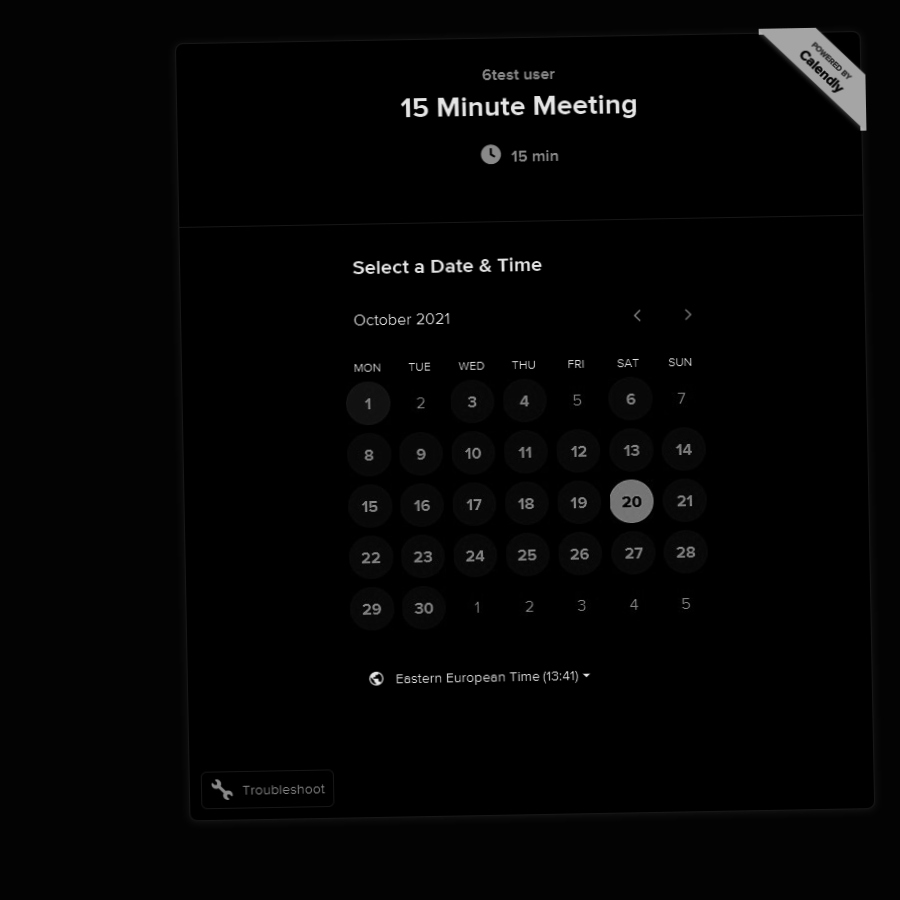 POWERED BY
Calendly
6test user
15 Minute Meeting
15 min
Select a Date & Time
October 2021
MON TUE WED THU FRI SAT SUN
1 2 3 4 5 6 7
8 9 10 11 12 13 14
15 16 17 18 19 20 21
22 23 24 25 26 27 28
29 30 1 2 3 4 5
Eastern European Time (13:41)
Troubleshoot